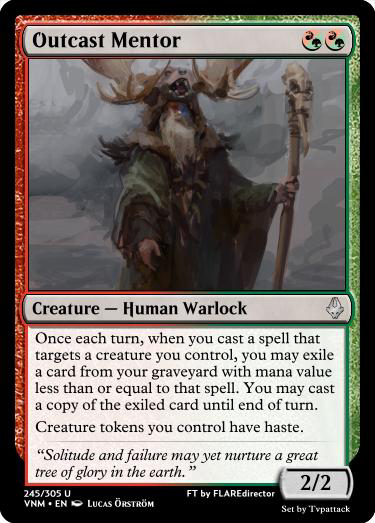 Outcast Mentor
Creature — Human Warlock
Once each turn, when you cast a spell that
targets a creature you control, you may exile
a card from your graveyard with mana value
less than or equal to that spell. You may cast
a copy of the exiled card until end of turn.
Creature tokens you control have haste.
“Solitude and failure may yet nurture a great
tree of glory in the earth.”
2/2
245/305 U
FT by FLAREdirector
VNM • EN Lucas Örström
Set by Tvpattack